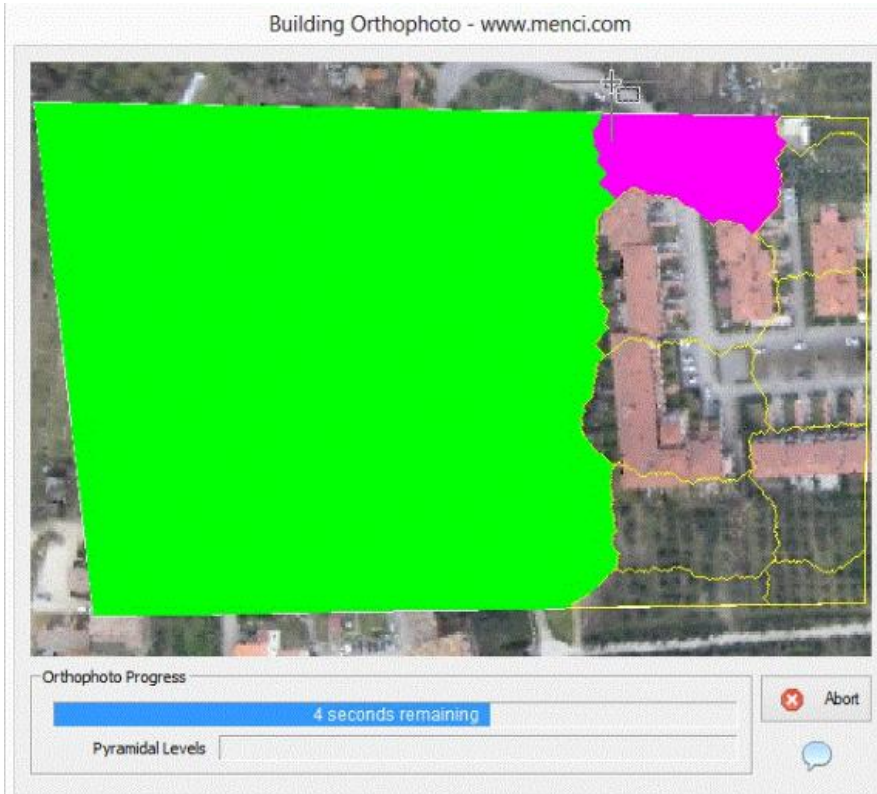 Building Orthophoto - www.menci.com
Orthophoto Progress
4 seconds remaining
Abort
Pyramidal Levels